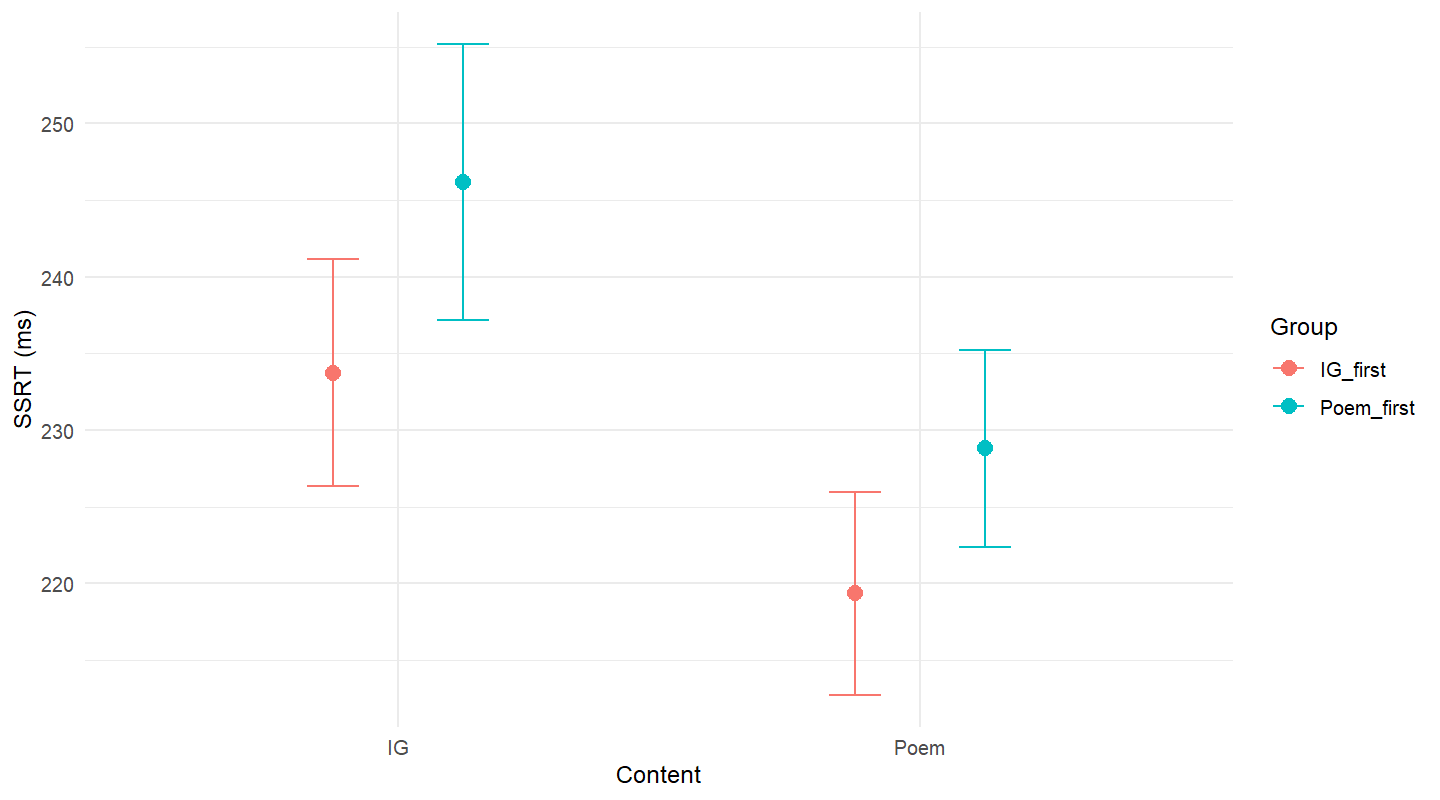 250
240
230
220
SSRT (ms)
IG
Poem
Content
Group
IG_first
Poem_first